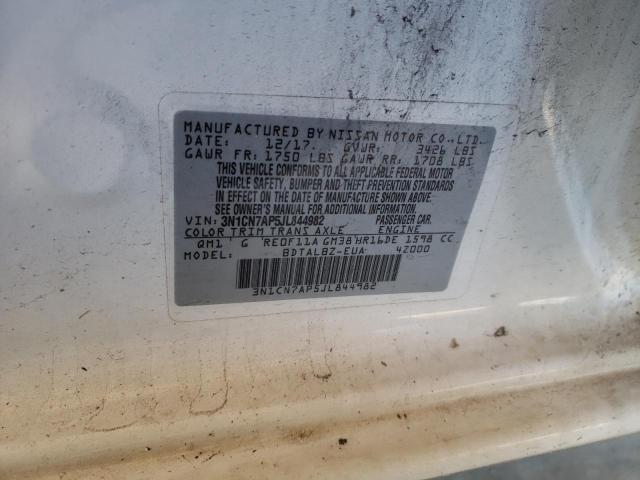 MANUFACTURED BY NISSAN MOTOR CO.,LTD.
DATE: 12/17. GVWR: 3426 LBS
GAWR FR: 1750 LBS GAWR RR: 1708 LBS
THIS VEHICLE CONFORMS TO ALL APPLICABLE FEDERAL MOTOR
VEHICLE SAFETY, BUMPER AND THEFT PREVENTION STANDARDS
IN EFFECT ON THE DATE OF MANUFACTURE SHOWN ABOVE.
SEE OWNER'S MANUAL FOR ADDITIONAL INFORMATION.
VIN: 3N1CN7AP5JL844982 PASSENGER CAR.
COLOR TRIM TRANS AXLE ENGINE
QM1 G RE0F11A GM38 HR16DE 1598 CC
BDTALBZ-EUA 4Z000
3N1CN7AP5JL844982